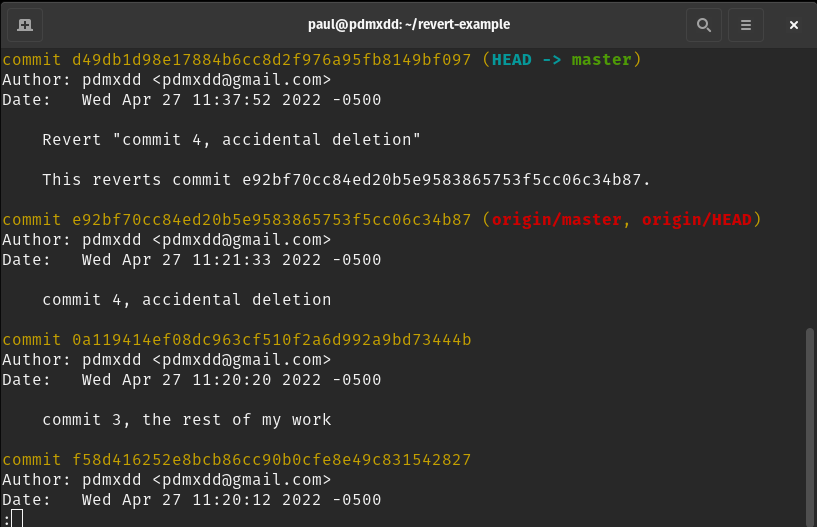 paul@pdmxdd: ~/revert-example
commit d49db1d98e17884b6cc8d2f976a95fb8149bf097 (HEAD -> master)
Author: pdmxdd <pdmxdd@gmail.com>
Date:   Wed Apr 27 11:37:52 2022 -0500
    Revert "commit 4, accidental deletion"
    This reverts commit e92bf70cc84ed20b5e9583865753f5cc06c34b87.
commit e92bf70cc84ed20b5e9583865753f5cc06c34b87 (origin/master, origin/HEAD)
Author: pdmxdd <pdmxdd@gmail.com>
Date:   Wed Apr 27 11:21:33 2022 -0500
    commit 4, accidental deletion
commit 0a119414ef08dc963cf510f2a6d992a9bd73444b
Author: pdmxdd <pdmxdd@gmail.com>
Date:   Wed Apr 27 11:20:20 2022 -0500
    commit 3, the rest of my work
commit f58d416252e8bcb86cc90b0cfe8e49c831542827
Author: pdmxdd <pdmxdd@gmail.com>
Date:   Wed Apr 27 11:20:12 2022 -0500
: